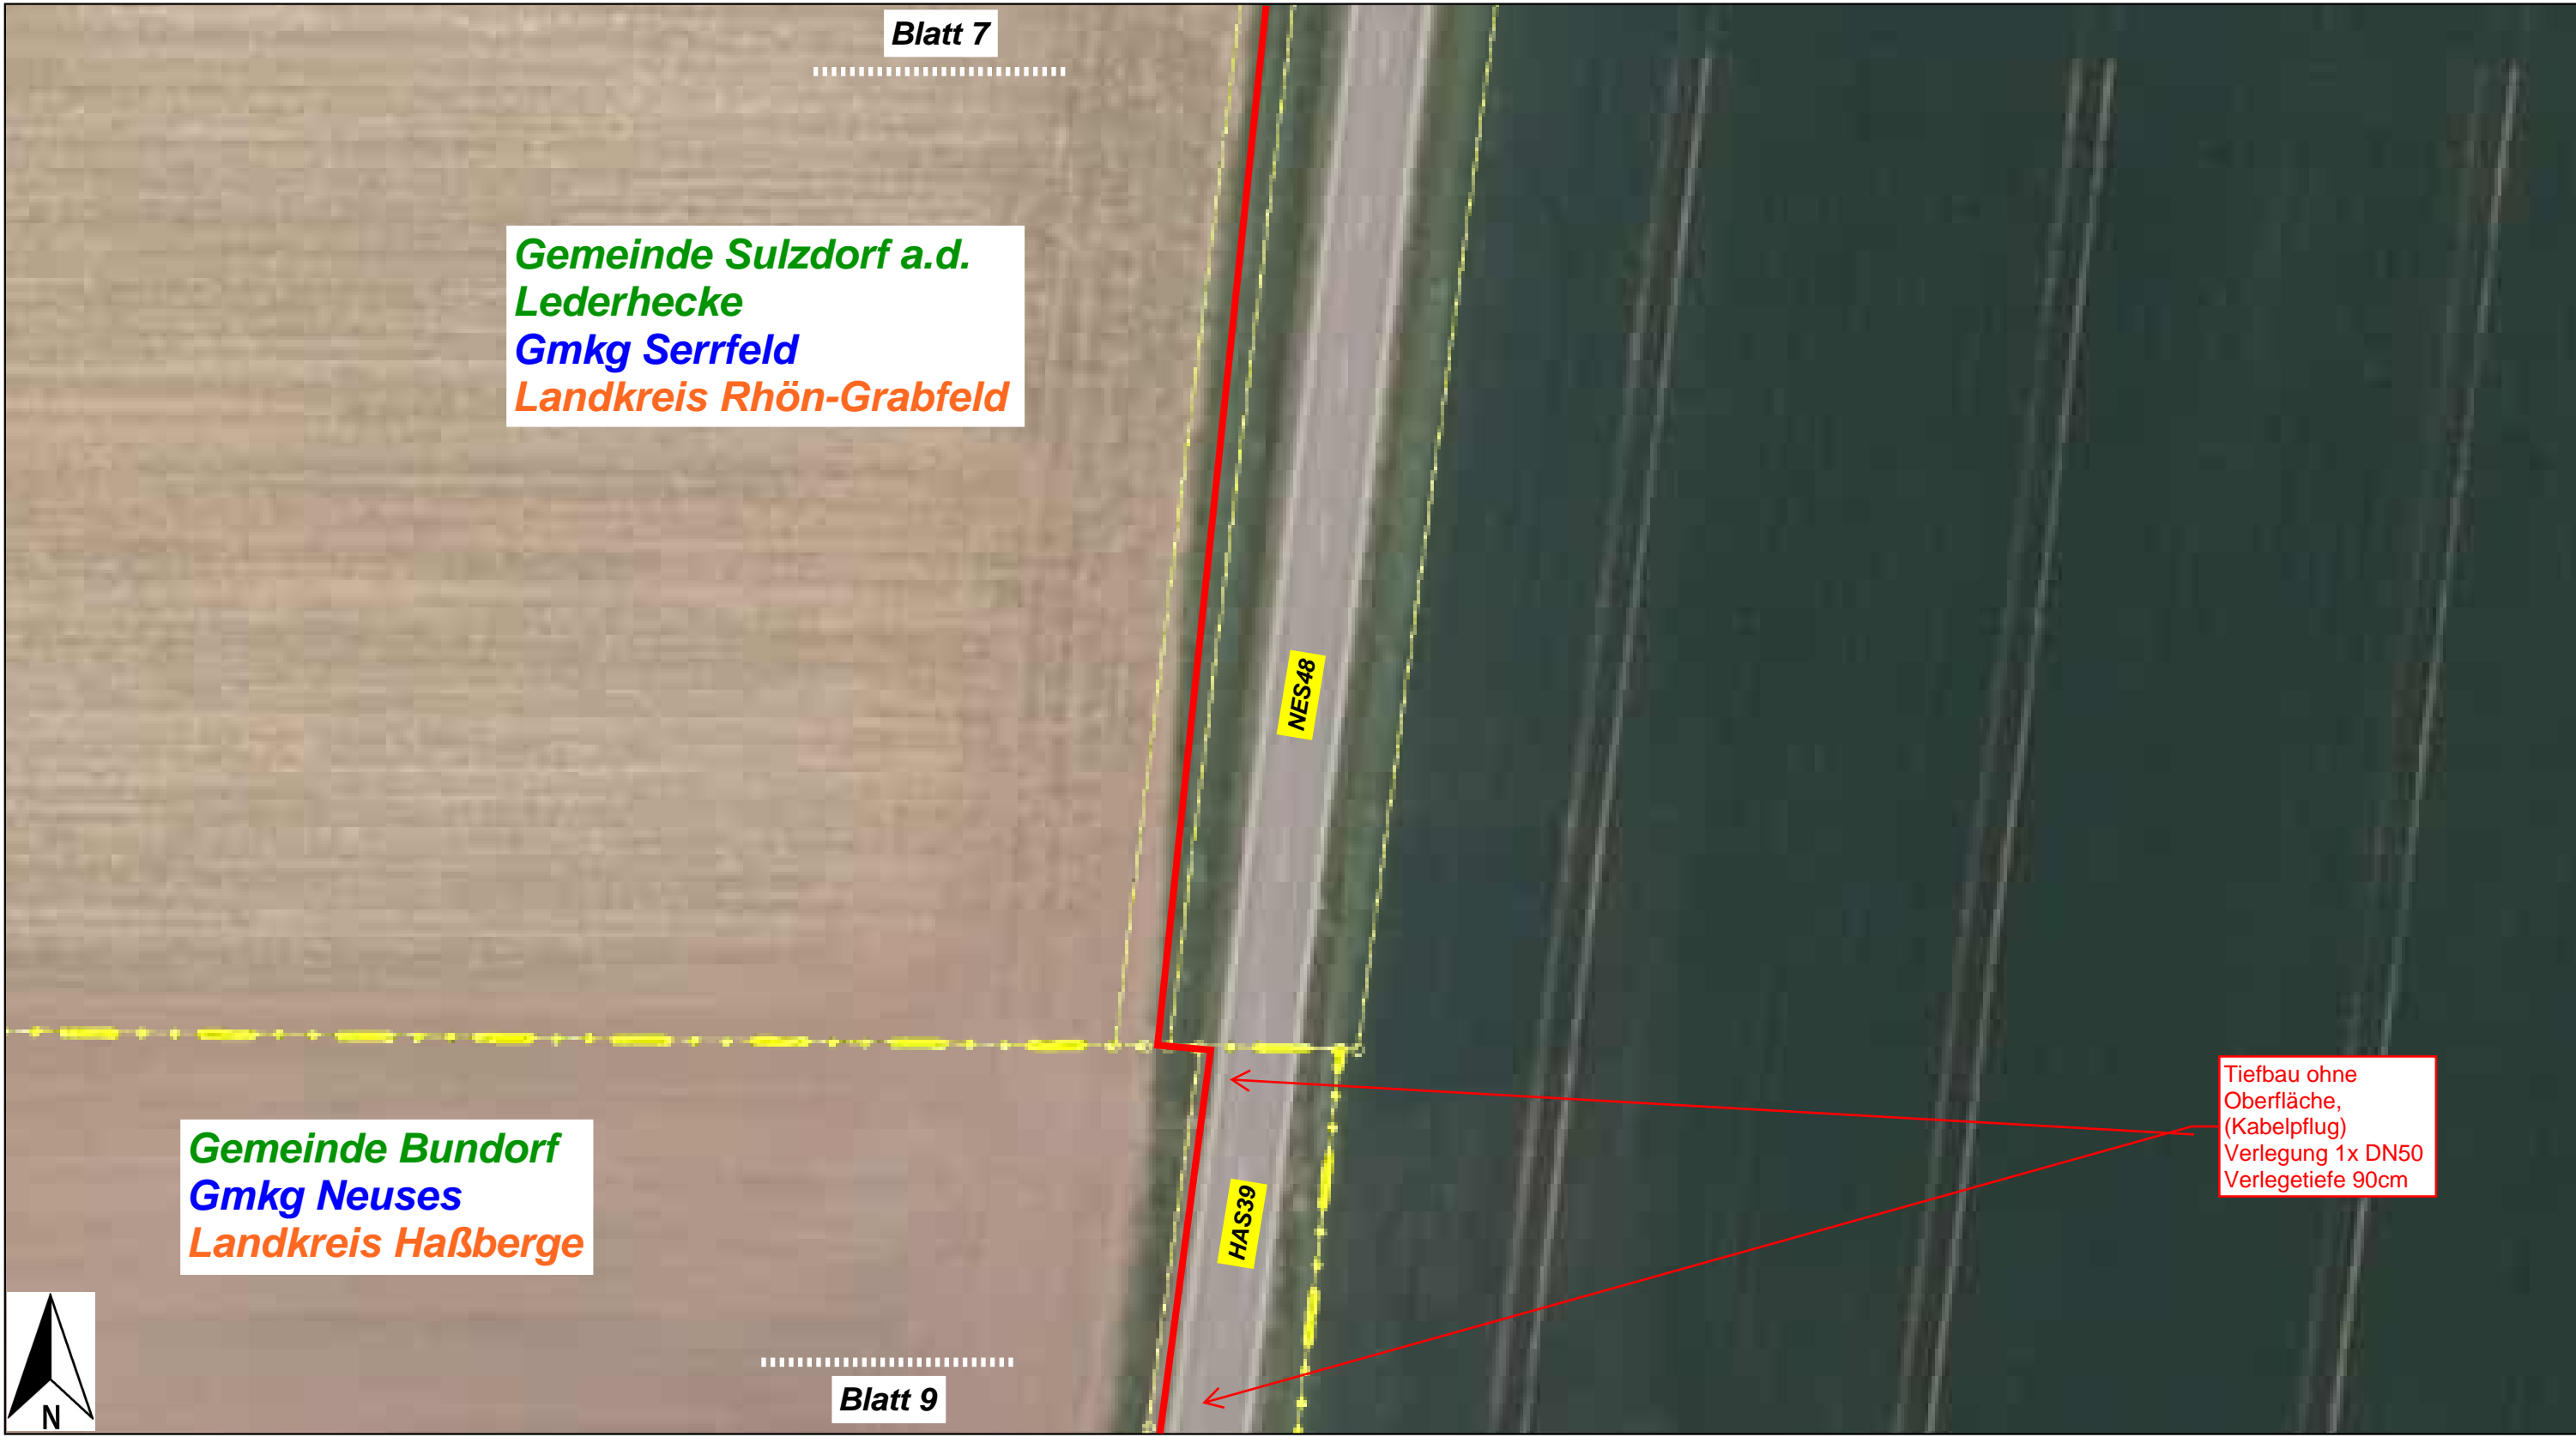 Blatt 7
Gemeinde Sulzdorf a.d.
Lederhecke
Gmkg Serrfeld
Landkreis Rhön-Grabfeld
NES48
Tiefbau ohne
Oberfläche,
(Kabelpflug)
Verlegung 1x DN50
Verlegetiefe 90cm
Gemeinde Bundorf
Gmkg Neuses
Landkreis Haßberge
HAS39
Blatt 9
N